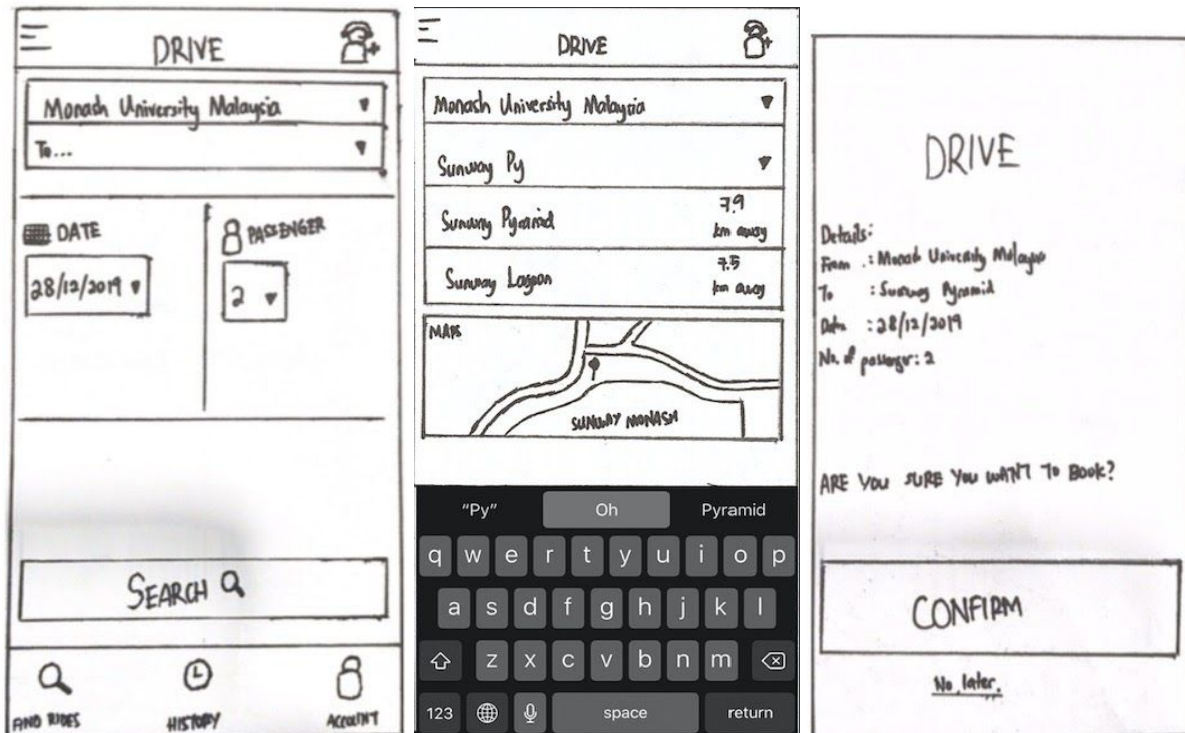 DRIVE
Monash University Malaysia
To...
DATE
PASSENGER
28/12/2019
2
SEARCH
FIND RIDES
HISTORY
ACCOUNT
DRIVE
Monash University Malaysia
Sunway Py
Sunway Pyramid
7.9
km away
Sunway Lagoon
7.5
km away
MAPS
SUNWAY MONASH
"Py" Oh Pyramid
q w e r t y u i o p
a s d f g h j k l
z x c v b n m
123 space return
DRIVE
Details:
From : Monash University Malaysia
To : Sunway Pyramid
Date : 28/12/2019
No. of passenger: 2
ARE YOU SURE YOU WANT TO BOOK?
CONFIRM
No, later.